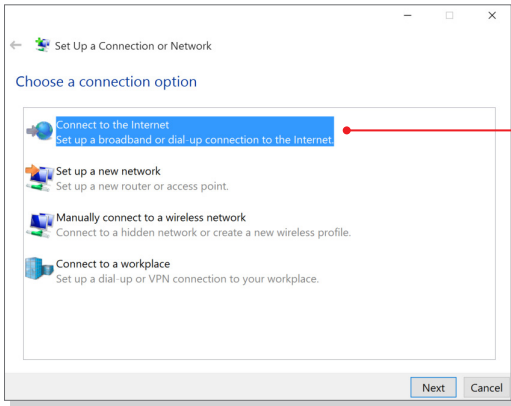 Set Up a Connection or Network
Choose a connection option
Connect to the Internet
Set up a broadband or dial-up connection to the Internet.
Set up a new network
Set up a new router or access point.
Manually connect to a wireless network
Connect to a hidden network or create a new wireless profile.
Connect to a workplace
Set up a dial-up or VPN connection to your workplace.
Next Cancel